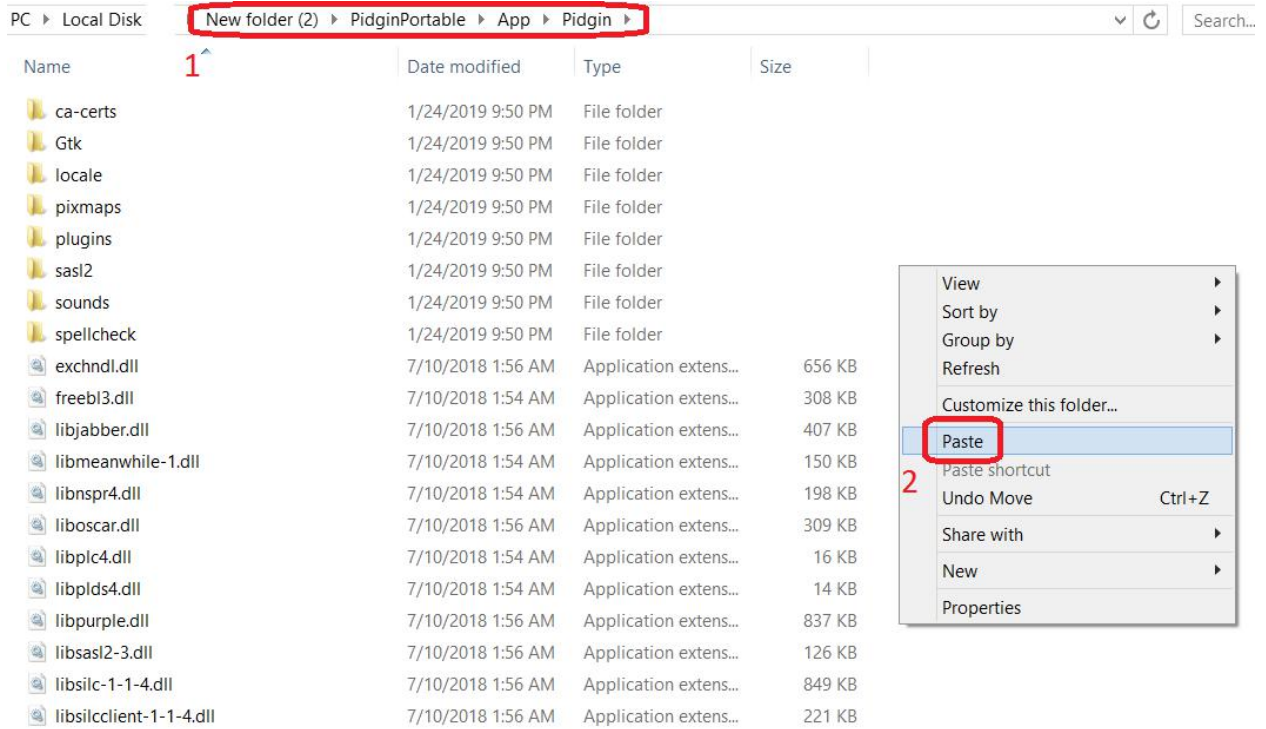 PC ▸ Local Disk New folder (2) ▸ PidginPortable ▸ App ▸ Pidgin ▸ Search...
Name 1 Date modified Type Size
ca-certs 1/24/2019 9:50 PM File folder
Gtk 1/24/2019 9:50 PM File folder
locale 1/24/2019 9:50 PM File folder
pixmaps 1/24/2019 9:50 PM File folder
plugins 1/24/2019 9:50 PM File folder
sasl2 1/24/2019 9:50 PM File folder
sounds 1/24/2019 9:50 PM File folder
spellcheck 1/24/2019 9:50 PM File folder
exchndl.dll 7/10/2018 1:56 AM Application extens... 656 KB
freebl3.dll 7/10/2018 1:54 AM Application extens... 308 KB
libjabber.dll 7/10/2018 1:56 AM Application extens... 407 KB
libmeanwhile-1.dll 7/10/2018 1:54 AM Application extens... 150 KB
libnspr4.dll 7/10/2018 1:54 AM Application extens... 198 KB
liboscar.dll 7/10/2018 1:56 AM Application extens... 309 KB
libplc4.dll 7/10/2018 1:54 AM Application extens... 16 KB
libplds4.dll 7/10/2018 1:54 AM Application extens... 14 KB
libpurple.dll 7/10/2018 1:56 AM Application extens... 837 KB
libsasl2-3.dll 7/10/2018 1:56 AM Application extens... 126 KB
libsilc-1-1-4.dll 7/10/2018 1:56 AM Application extens... 849 KB
libsilcclient-1-1-4.dll 7/10/2018 1:56 AM Application extens... 221 KB
View
Sort by
Group by
Refresh
Customize this folder...
Paste
Paste shortcut
2
Undo Move Ctrl+Z
Share with
New
Properties